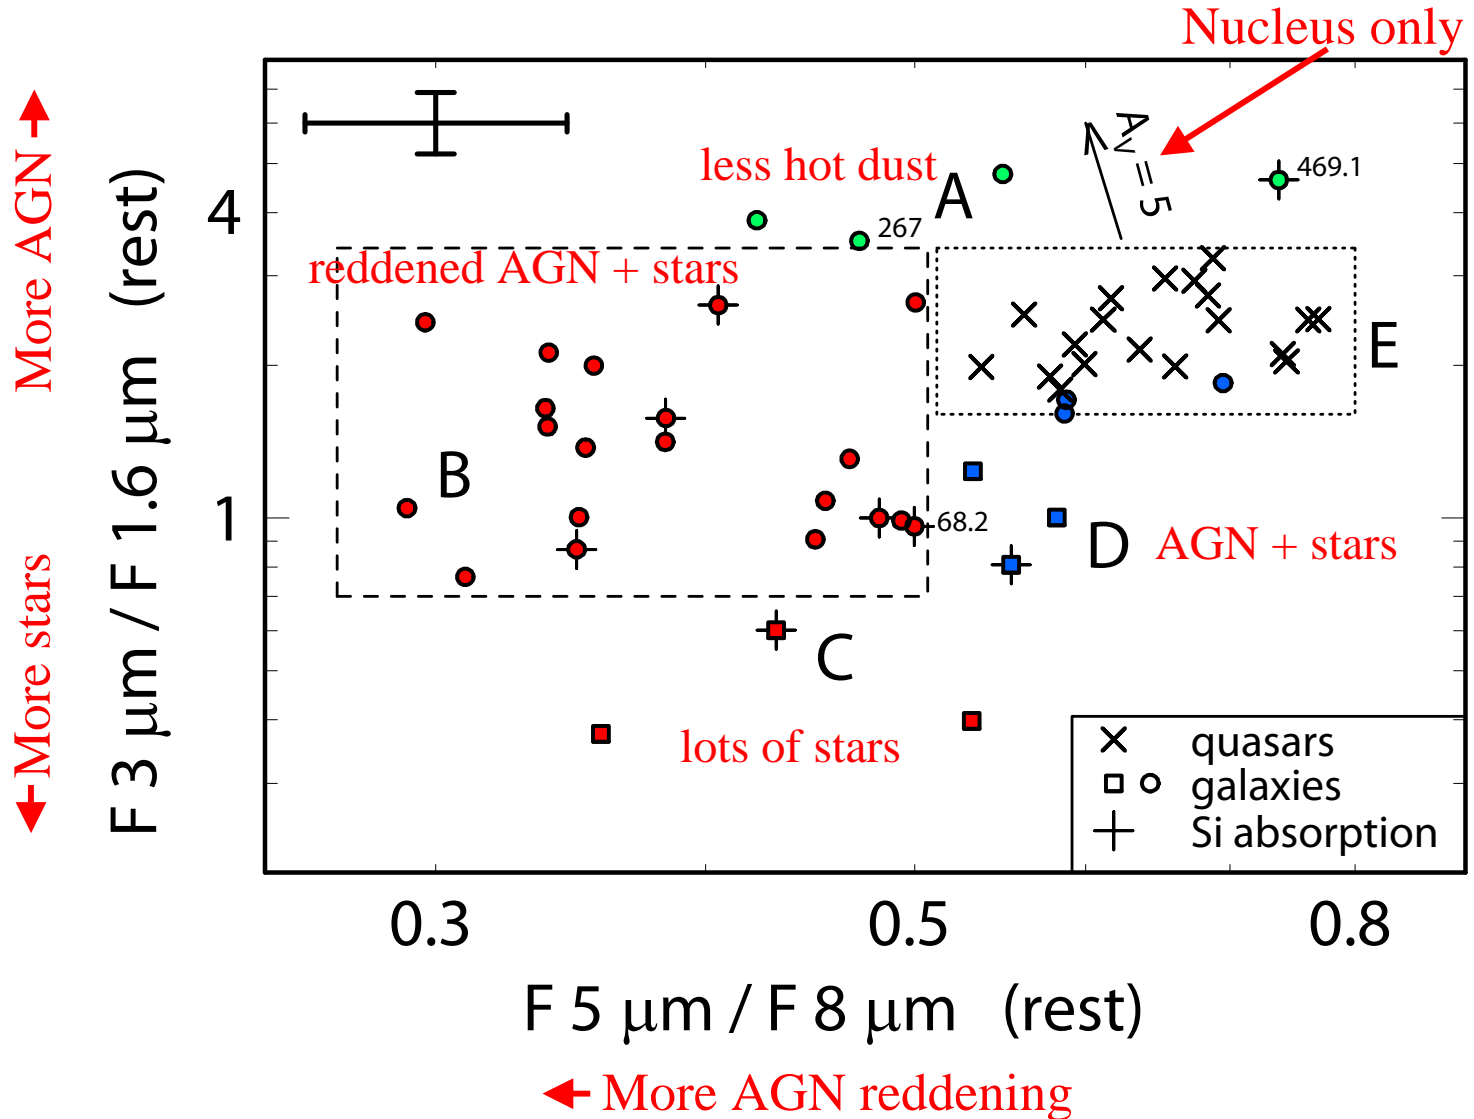 Nucleus only
More AGN
More stars
F 3 μm / F 1.6 μm (rest)
4
1
less hot dust
A
Av = 5
469.1
267
reddened AGN + stars
E
B
68.2
D
AGN + stars
C
lots of stars
quasars
galaxies
Si absorption
0.3
0.5
0.8
F 5 μm / F 8 μm (rest)
More AGN reddening